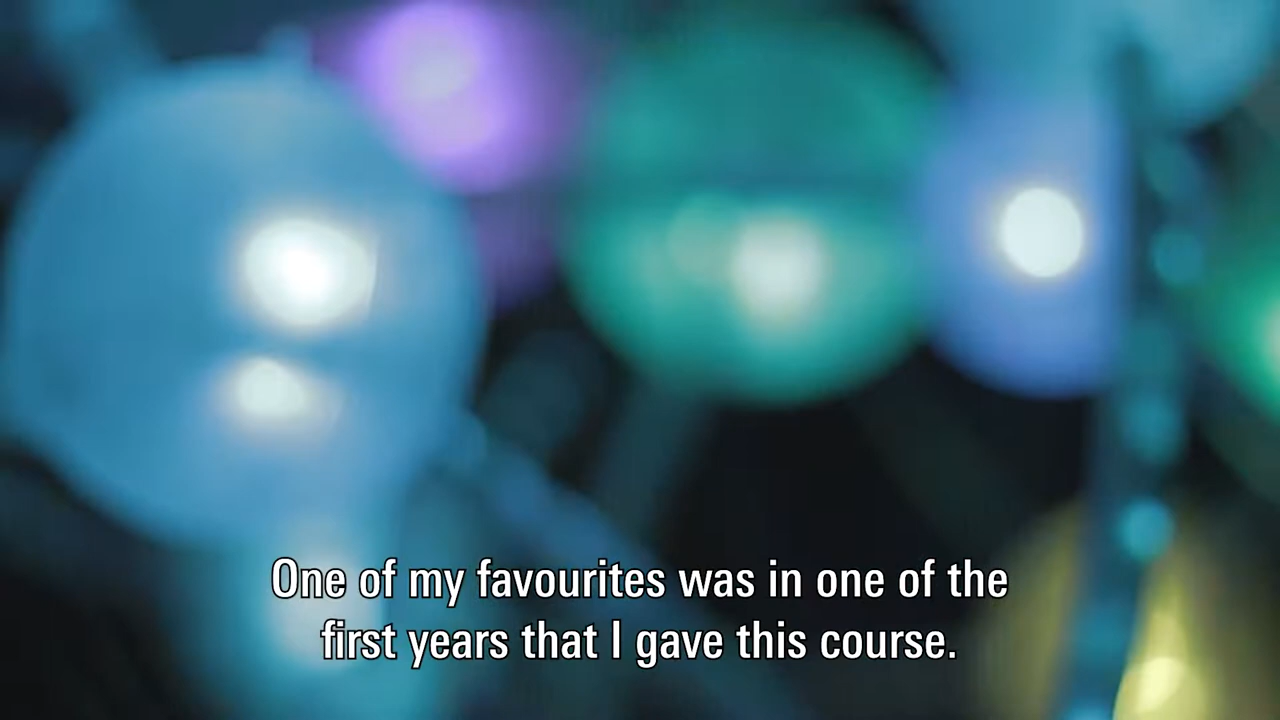 One of my favourites was in one of the
first years that I gave this course.